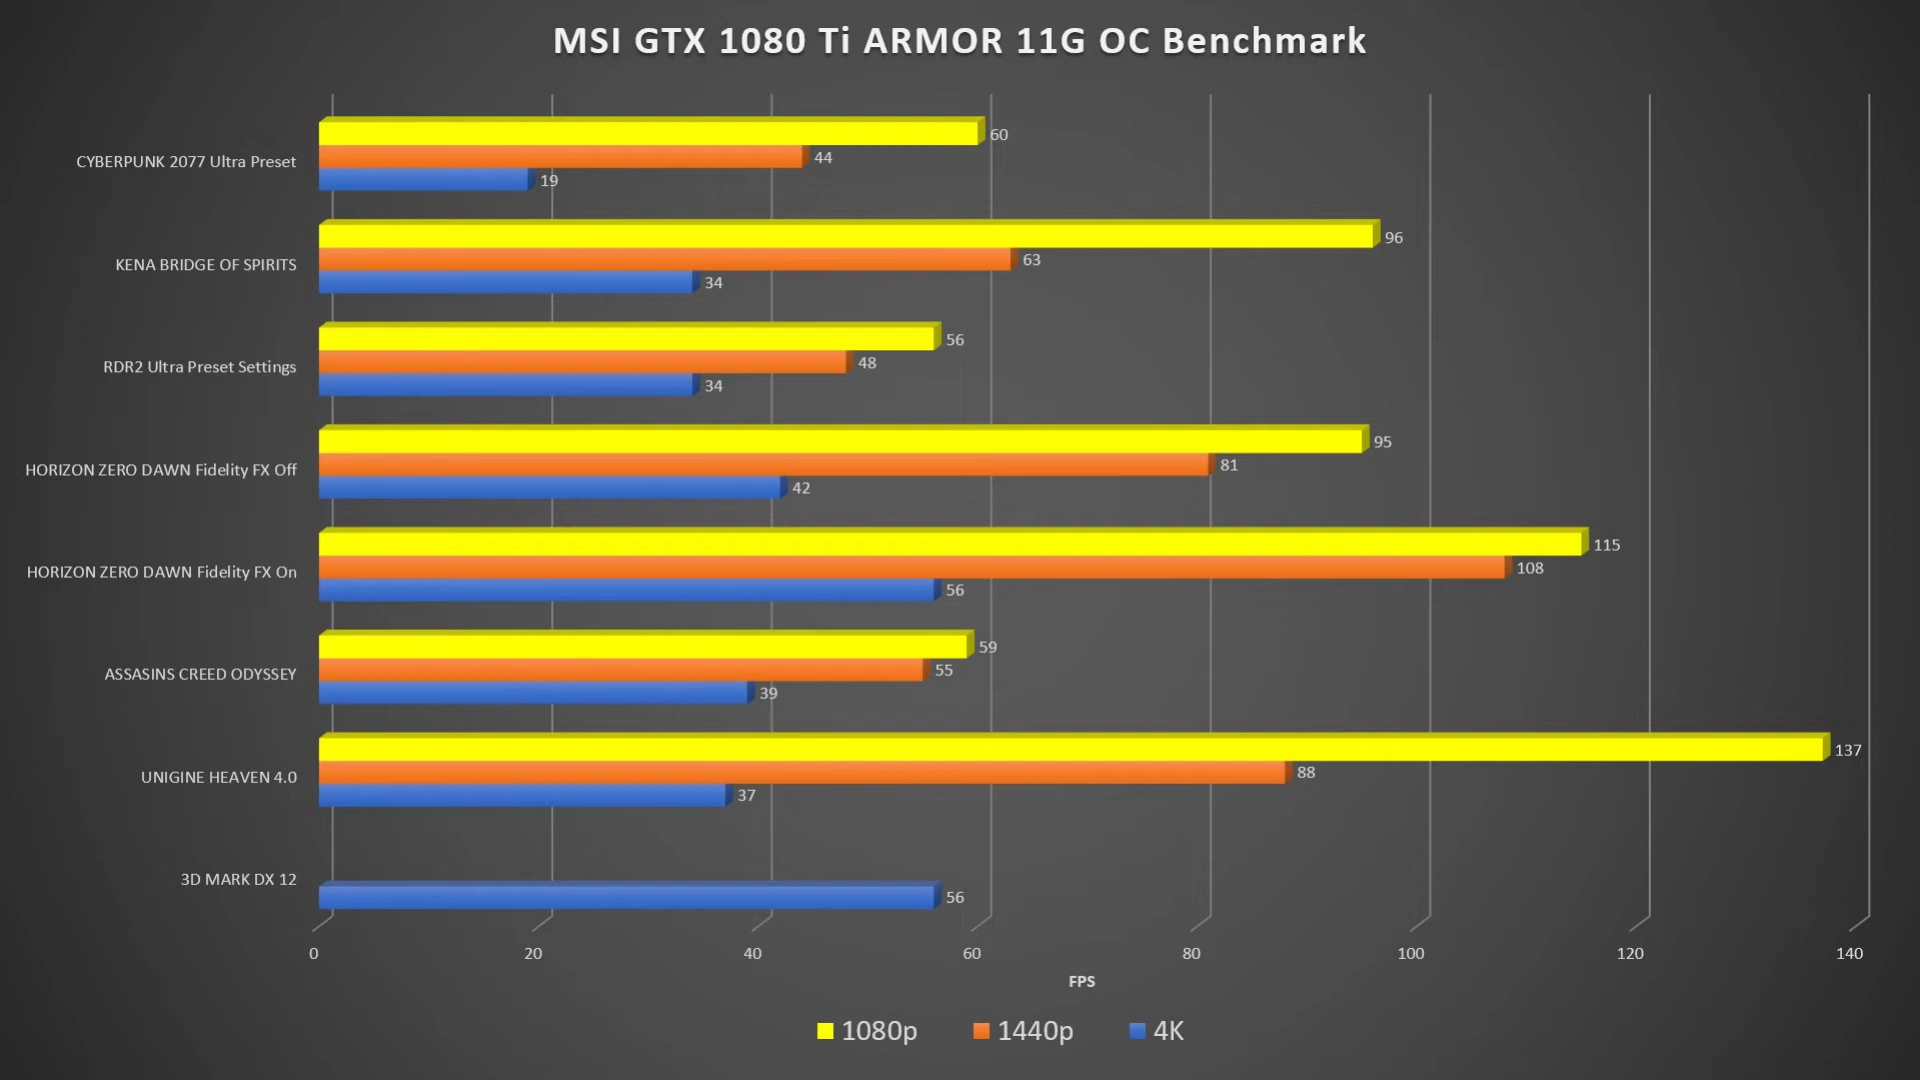 MSI GTX 1080 Ti ARMOR 11G OC Benchmark
CYBERPUNK 2077 Ultra Preset
60
44
19
KENA BRIDGE OF SPIRITS
96
63
34
RDR2 Ultra Preset Settings
56
48
34
HORIZON ZERO DAWN Fidelity FX Off
95
81
42
HORIZON ZERO DAWN Fidelity FX On
115
108
56
ASSASINS CREED ODYSSEY
59
55
39
UNIGINE HEAVEN 4.0
137
88
37
3D MARK DX 12
56
0 20 40 60 80 100 120 140
FPS
1080p 1440p 4K